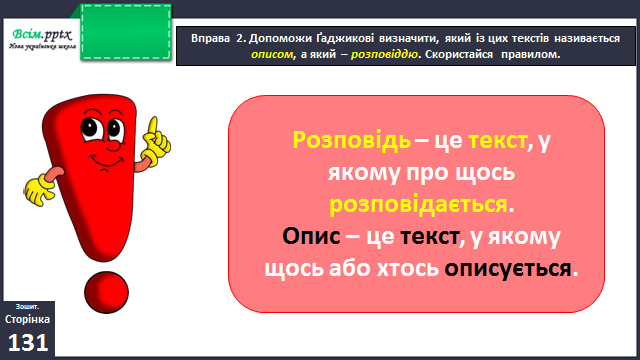 Всім.pptx
Нова українська школа
Вправа 2. Допоможи Ґаджикові визначити, який із цих текстів називається
описом, а який – розповіддю. Скористайся правилом.
Розповідь – це текст, у
якому про щось
розповідається.
Опис – це текст, у якому
щось або хтось описується.
Зошит.
Сторінка
131